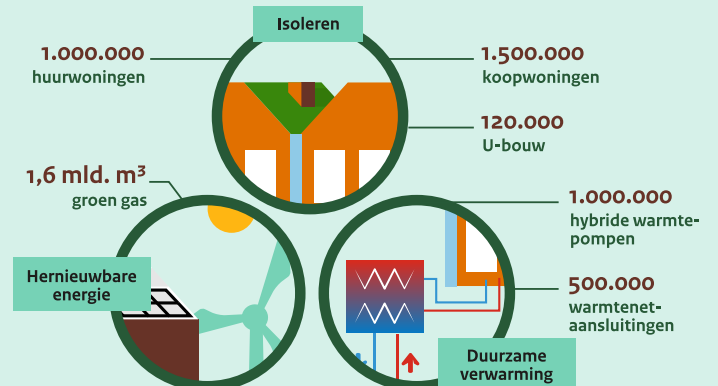 Isoleren
1.000.000
huurwoningen
1.500.000
koopwoningen
120.000
U-bouw
1,6 mld. m³
groen gas
Hernieuwbare
energie
1.000.000
hybride warmte-
pompen
500.000
warmtenet-
aansluitingen
Duurzame
verwarming